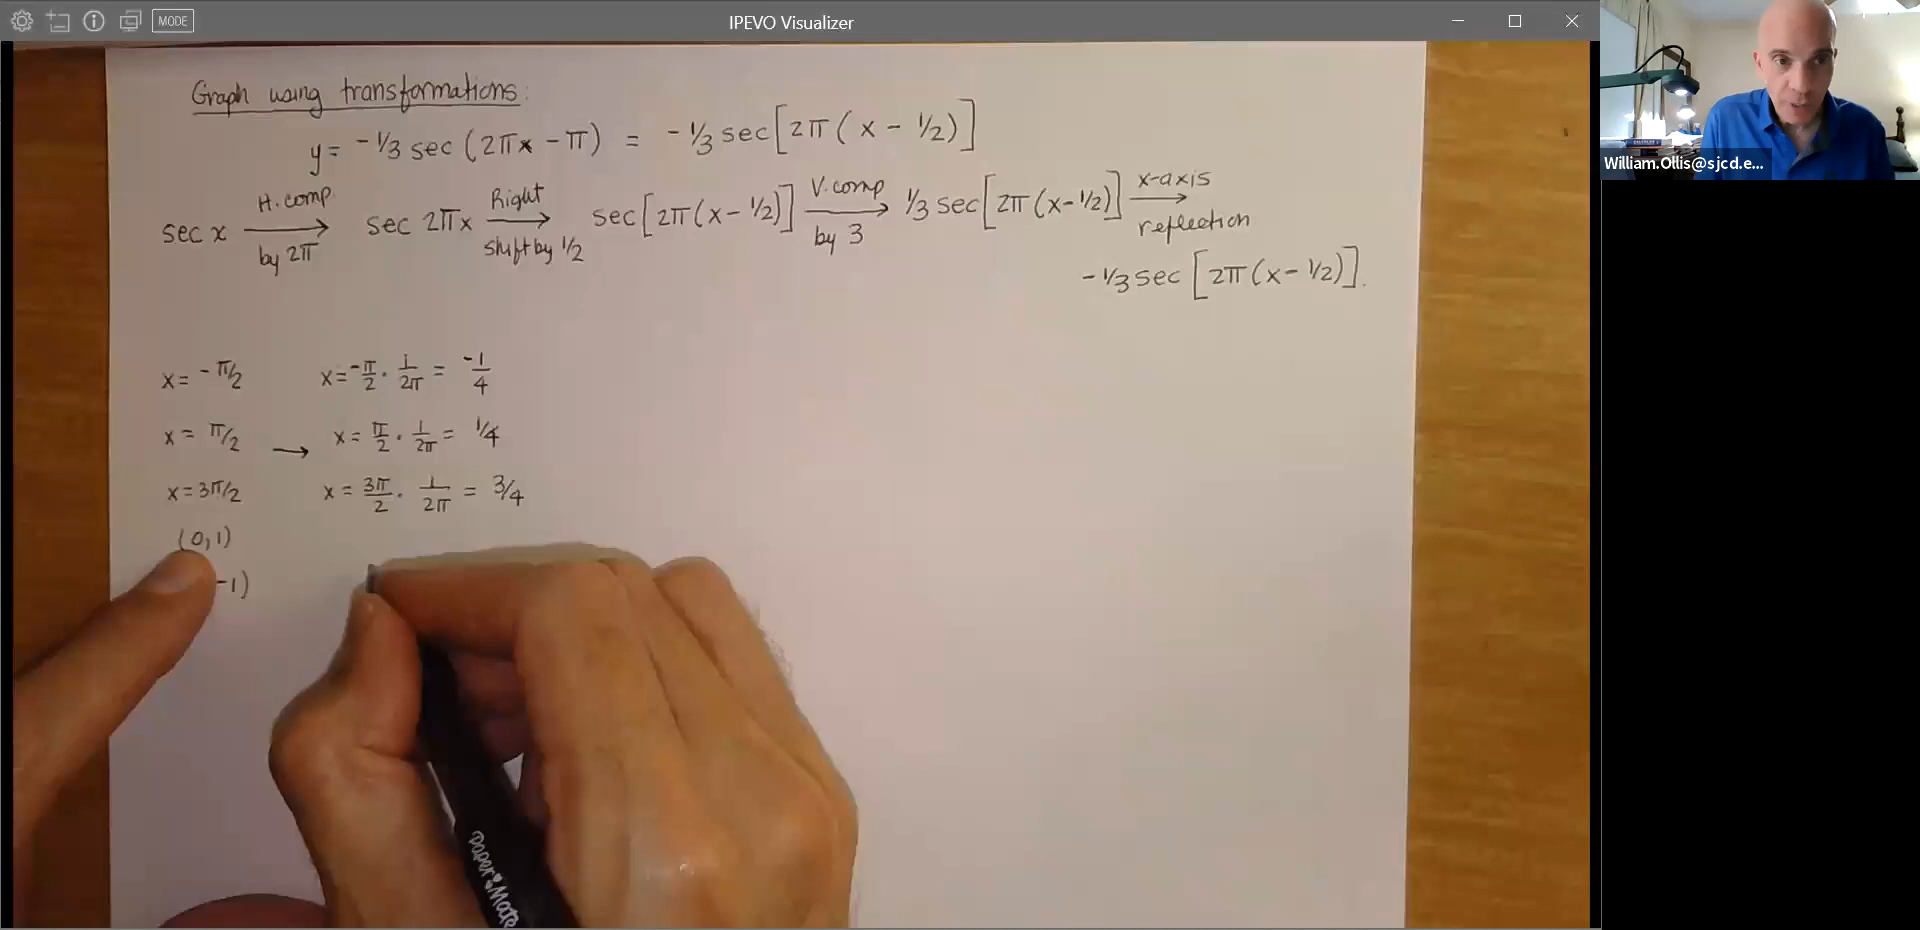 MODE
IPEVO Visualizer
William.Ollis@sjcd.e...
Graph using transformations:
y = -1/3 sec (2πx - π) = -1/3 sec[2π(x - 1/2)]
sec x H. comp → by 2π sec 2πx Right → shift by 1/2 sec[2π(x - 1/2)] V. comp → by 3 1/3 sec[2π(x - 1/2)] x-axis → reflection
-1/3 sec[2π(x - 1/2)].
x = -π/2 x = -π/2 · 1/2π = -1/4
x = π/2 → x = π/2 · 1/2π = 1/4
x = 3π/2 x = 3π/2 · 1/2π = 3/4
(0,1)
-1)
Paper Mate